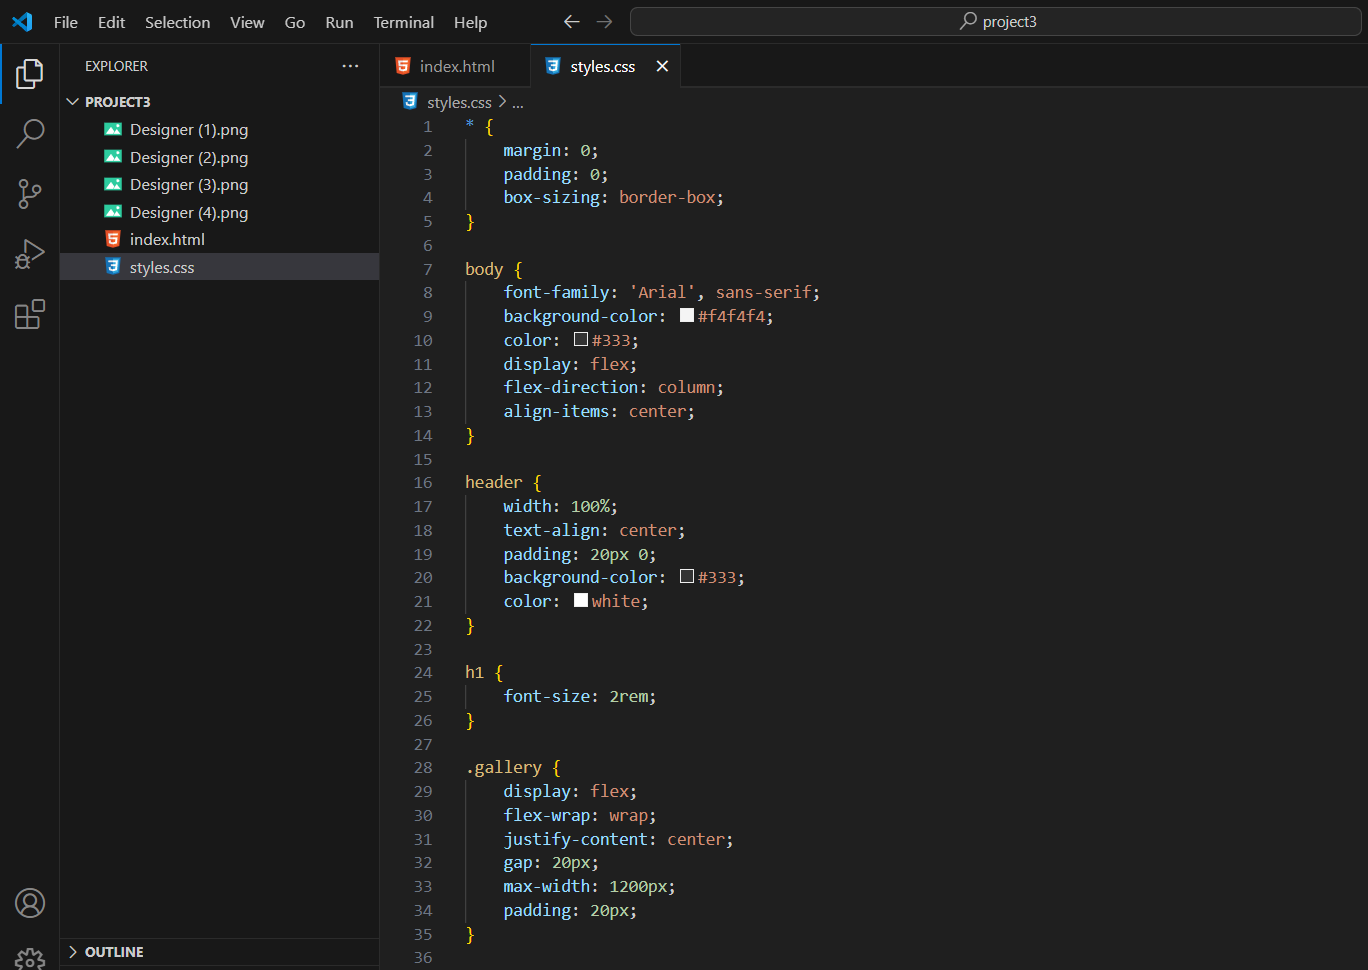 File Edit Selection View Go Run Terminal Help
project3
EXPLORER
...
PROJECT3
Designer (1).png
Designer (2).png
Designer (3).png
Designer (4).png
index.html
styles.css
OUTLINE
index.html
styles.css
styles.css > ...
1 * {
2     margin: 0;
3     padding: 0;
4     box-sizing: border-box;
5 }
6
7 body {
8     font-family: 'Arial', sans-serif;
9     background-color: #f4f4f4;
10     color: #333;
11     display: flex;
12     flex-direction: column;
13     align-items: center;
14 }
15
16 header {
17     width: 100%;
18     text-align: center;
19     padding: 20px 0;
20     background-color: #333;
21     color: white;
22 }
23
24 h1 {
25     font-size: 2rem;
26 }
27
28 .gallery {
29     display: flex;
30     flex-wrap: wrap;
31     justify-content: center;
32     gap: 20px;
33     max-width: 1200px;
34     padding: 20px;
35 }
36